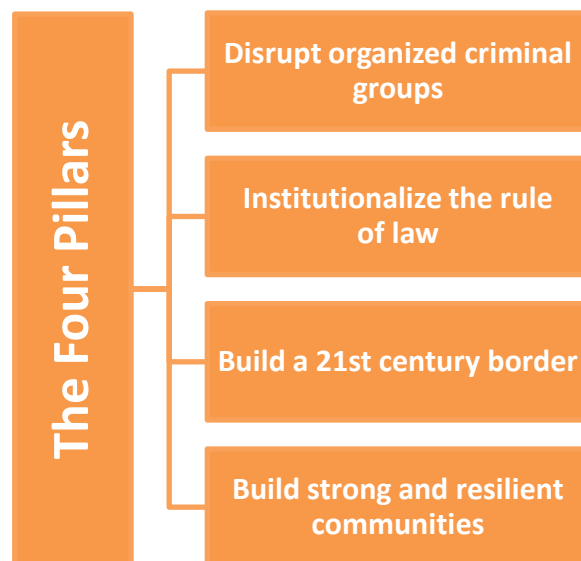 The Four Pillars
Disrupt organized criminal
groups
Institutionalize the rule
of law
Build a 21st century border
Build strong and resilient
communities